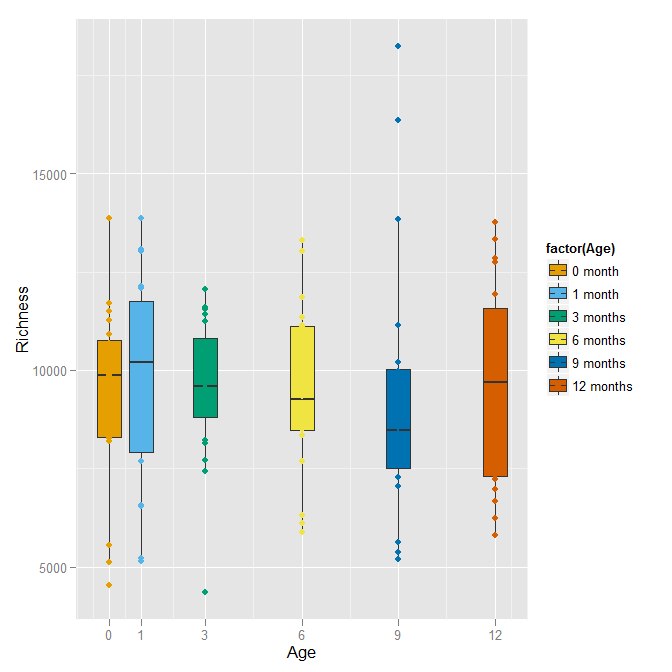 15000
10000
5000
Richness
0 1 3 6 9 12
Age
factor(Age)
0 month
1 month
3 months
6 months
9 months
12 months